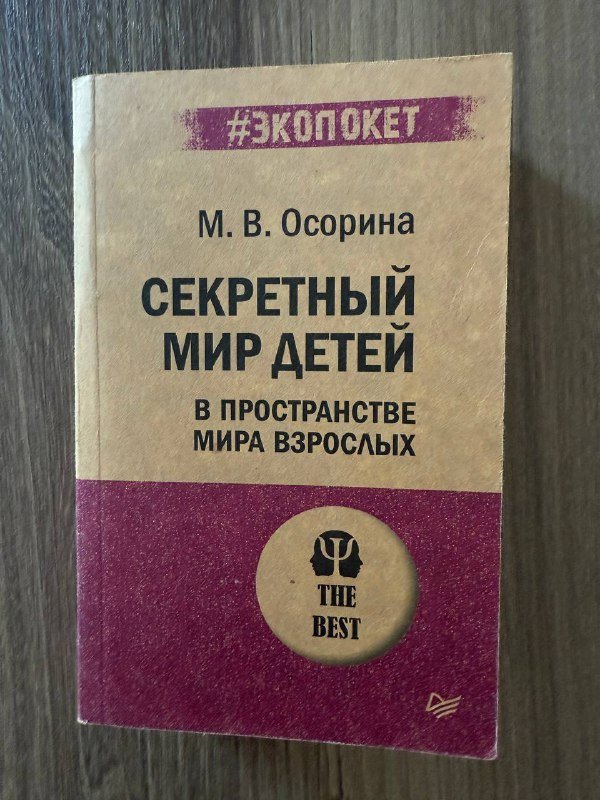 #ЭКОПОКЕТ
М. В. Осорина
СЕКРЕТНЫЙ
МИР ДЕТЕЙ
В ПРОСТРАНСТВЕ
МИРА ВЗРОСЛЫХ
Ψ
THE
BEST